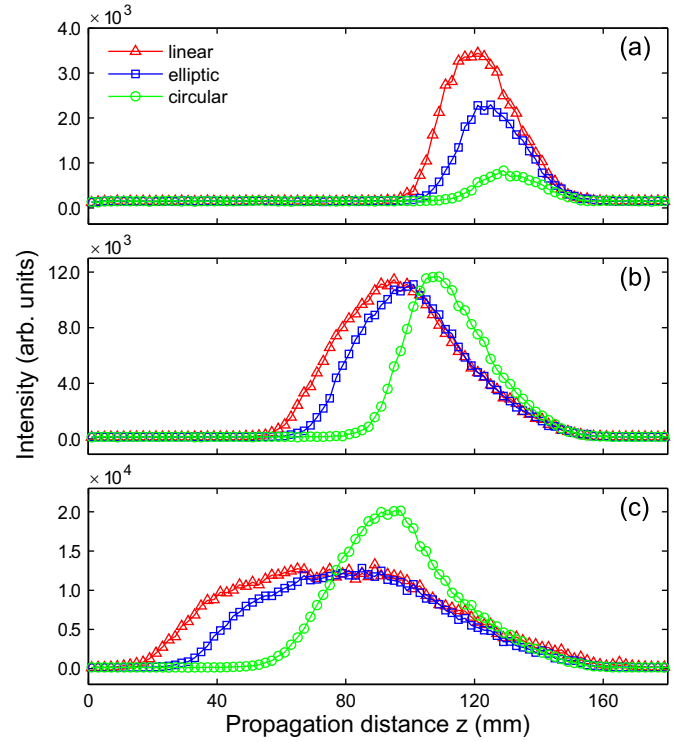 × 10³
4.0
(a)
linear
elliptic
circular
3.0
2.0
1.0
0.0
× 10³
(b)
12.0
8.0
4.0
0.0
Intensity (arb. units)
× 10⁴
(c)
2.0
1.5
1.0
0.5
0.0
0 40 80 120 160
Propagation distance z (mm)